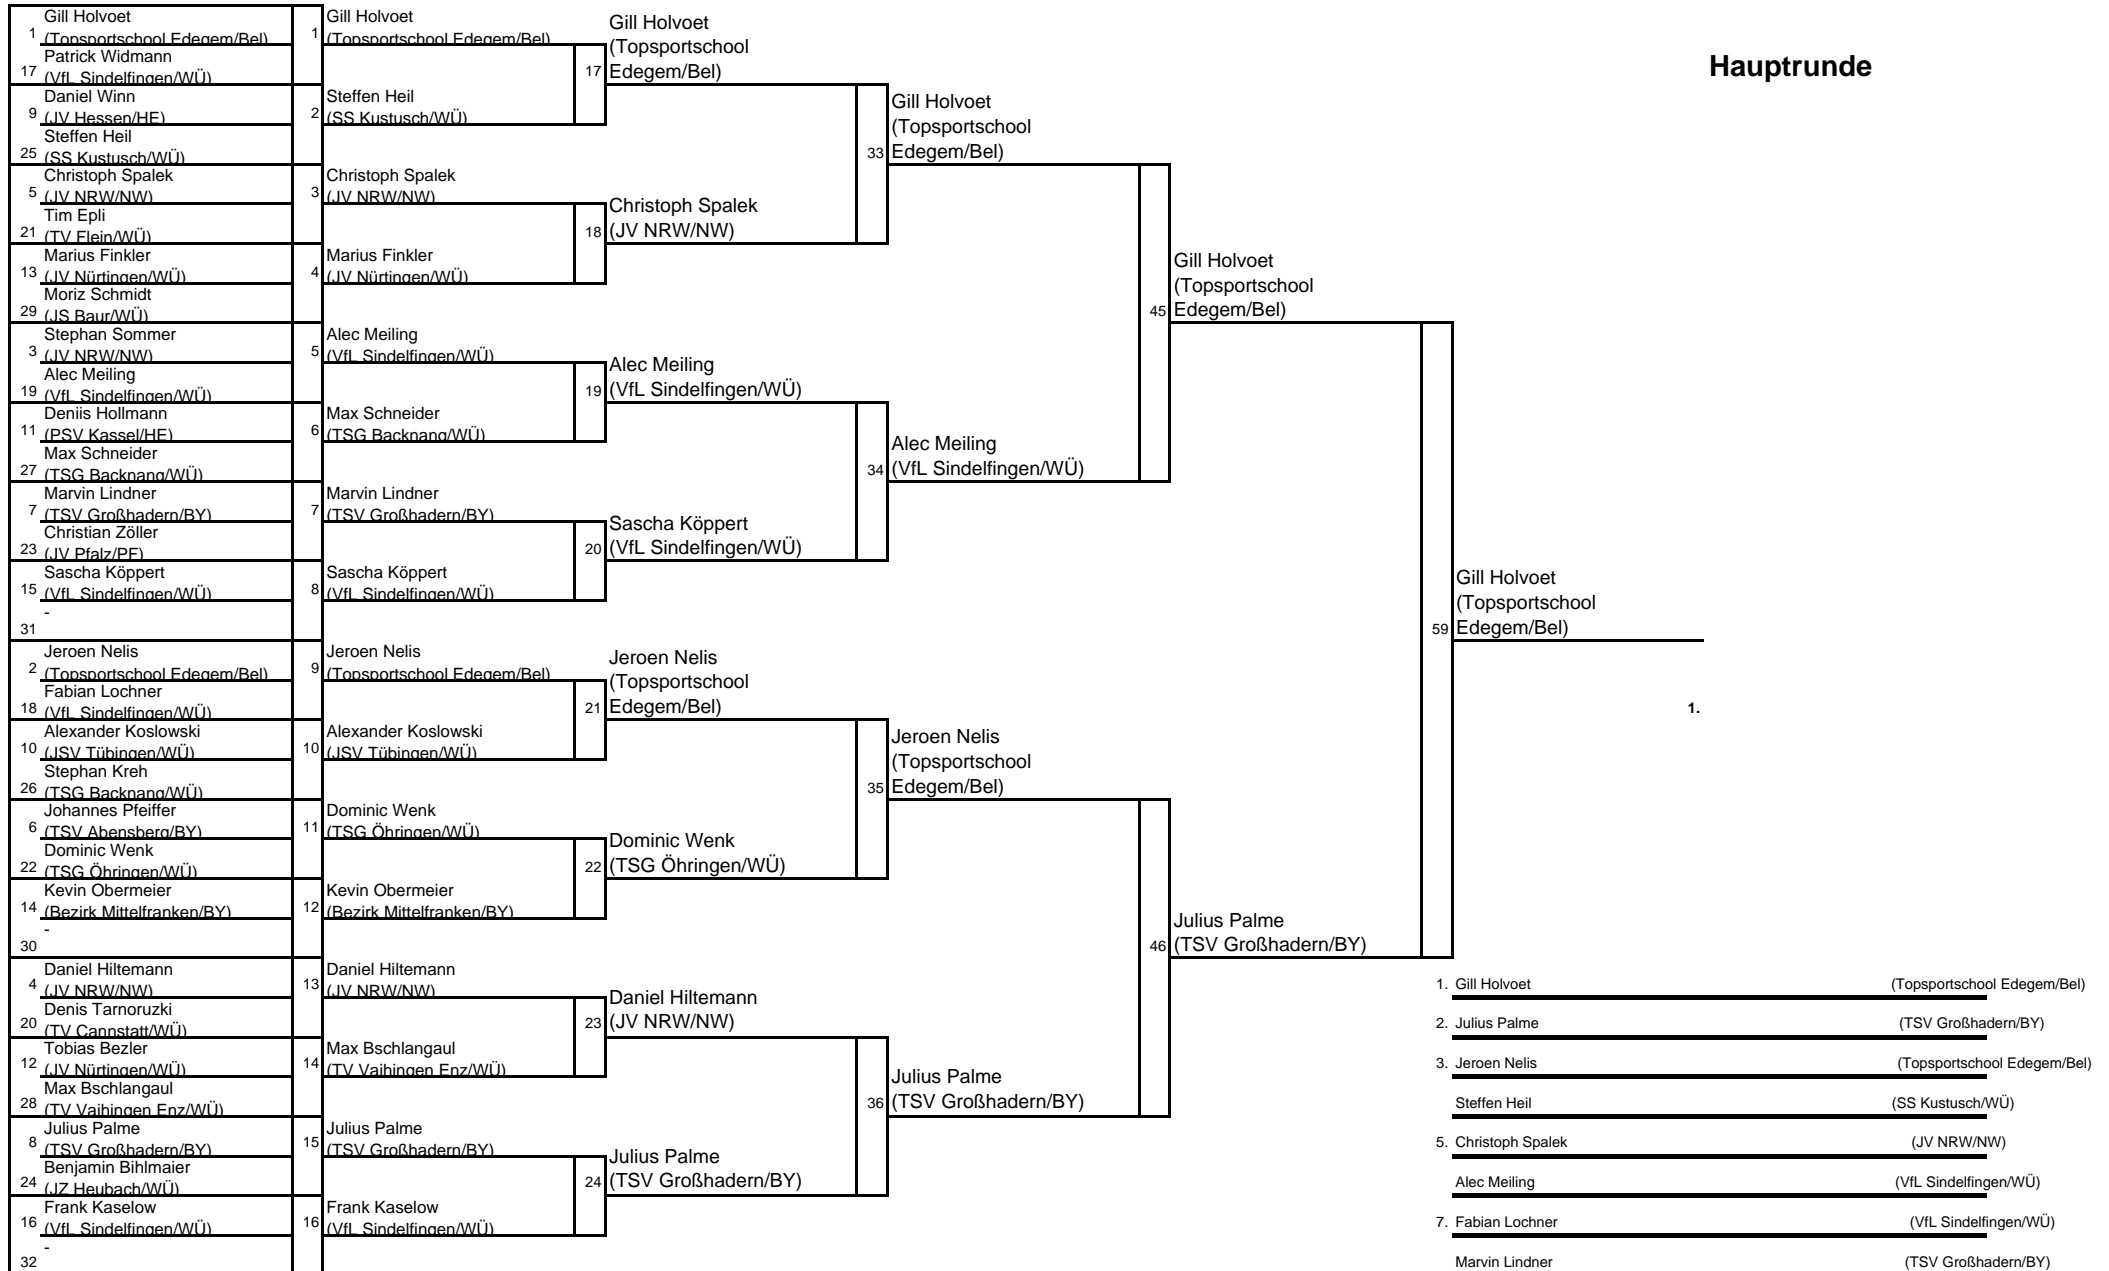 Hauptrunde
Gill Holvoet
1 (Topsportschool Edegem/Bel)
Patrick Widmann
17 (VfL Sindelfingen/WÜ)
Daniel Winn
9 (JV Hessen/HE)
Steffen Heil
25 (SS Kustusch/WÜ)
Christoph Spalek
5 (JV NRW/NW)
Tim Epli
21 (TV Flein/WÜ)
Marius Finkler
13 (JV Nürtingen/WÜ)
Moriz Schmidt
29 (JS Baur/WÜ)
Stephan Sommer
3 (JV NRW/NW)
Alec Meiling
19 (VfL Sindelfingen/WÜ)
Deniis Hollmann
11 (PSV Kassel/HE)
Max Schneider
27 (TSG Backnang/WÜ)
Marvin Lindner
7 (TSV Großhadern/BY)
Christian Zöller
23 (JV Pfalz/PF)
Sascha Köppert
15 (VfL Sindelfingen/WÜ)
-
31
Jeroen Nelis
2 (Topsportschool Edegem/Bel)
Fabian Lochner
18 (VfL Sindelfingen/WÜ)
Alexander Koslowski
10 (JSV Tübingen/WÜ)
Stephan Kreh
26 (TSG Backnang/WÜ)
Johannes Pfeiffer
6 (TSV Abensberg/BY)
Dominic Wenk
22 (TSG Öhringen/WÜ)
Kevin Obermeier
14 (Bezirk Mittelfranken/BY)
-
30
Daniel Hiltemann
4 (JV NRW/NW)
Denis Tarnoruzki
20 (TV Cannstatt/WÜ)
Tobias Bezler
12 (JV Nürtingen/WÜ)
Max Bschlangaul
28 (TV Vaihingen Enz/WÜ)
Julius Palme
8 (TSV Großhadern/BY)
Benjamin Bihlmaier
24 (JZ Heubach/WÜ)
Frank Kaselow
16 (VfL Sindelfingen/WÜ)
-
32
Gill Holvoet
1 (Topsportschool Edegem/Bel)
Steffen Heil
2 (SS Kustusch/WÜ)
Christoph Spalek
3 (JV NRW/NW)
Marius Finkler
4 (JV Nürtingen/WÜ)
Alec Meiling
5 (VfL Sindelfingen/WÜ)
Max Schneider
6 (TSG Backnang/WÜ)
Marvin Lindner
7 (TSV Großhadern/BY)
Sascha Köppert
8 (VfL Sindelfingen/WÜ)
Jeroen Nelis
9 (Topsportschool Edegem/Bel)
Alexander Koslowski
10 (JSV Tübingen/WÜ)
Dominic Wenk
11 (TSG Öhringen/WÜ)
Kevin Obermeier
12 (Bezirk Mittelfranken/BY)
Daniel Hiltemann
13 (JV NRW/NW)
Max Bschlangaul
14 (TV Vaihingen Enz/WÜ)
Julius Palme
15 (TSV Großhadern/BY)
Frank Kaselow
16 (VfL Sindelfingen/WÜ)
Gill Holvoet
(Topsportschool
17 Edegem/Bel)
Christoph Spalek
18 (JV NRW/NW)
Alec Meiling
19 (VfL Sindelfingen/WÜ)
Sascha Köppert
20 (VfL Sindelfingen/WÜ)
Jeroen Nelis
(Topsportschool
21 Edegem/Bel)
Dominic Wenk
22 (TSG Öhringen/WÜ)
Daniel Hiltemann
23 (JV NRW/NW)
Julius Palme
24 (TSV Großhadern/BY)
Gill Holvoet
(Topsportschool
33 Edegem/Bel)
Alec Meiling
34 (VfL Sindelfingen/WÜ)
Jeroen Nelis
(Topsportschool
35 Edegem/Bel)
Julius Palme
36 (TSV Großhadern/BY)
Gill Holvoet
(Topsportschool
45 Edegem/Bel)
Julius Palme
46 (TSV Großhadern/BY)
Gill Holvoet
(Topsportschool
59 Edegem/Bel)
1.
1. Gill Holvoet (Topsportschool Edegem/Bel)
2. Julius Palme (TSV Großhadern/BY)
3. Jeroen Nelis (Topsportschool Edegem/Bel)
Steffen Heil (SS Kustusch/WÜ)
5. Christoph Spalek (JV NRW/NW)
Alec Meiling (VfL Sindelfingen/WÜ)
7. Fabian Lochner (VfL Sindelfingen/WÜ)
Marvin Lindner (TSV Großhadern/BY)